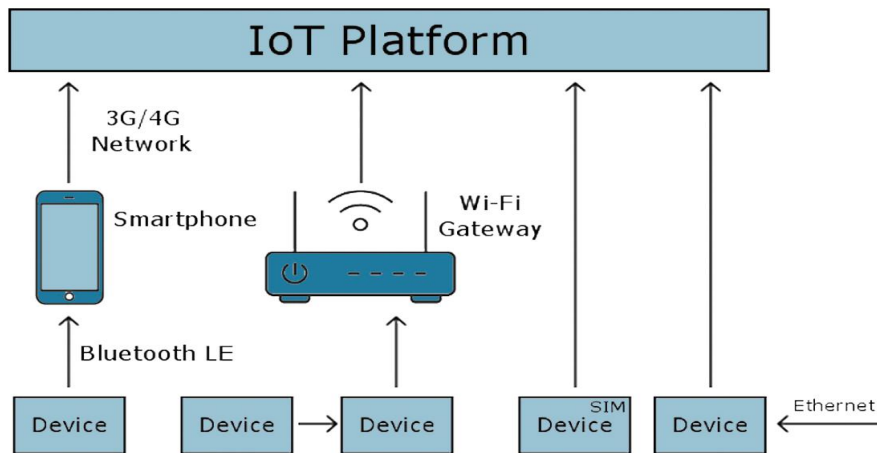 IoT Platform
3G/4G
Network
Smartphone
Wi-Fi
Gateway
Bluetooth LE
Device
Device
Device
SIM
Device
Device
Ethernet